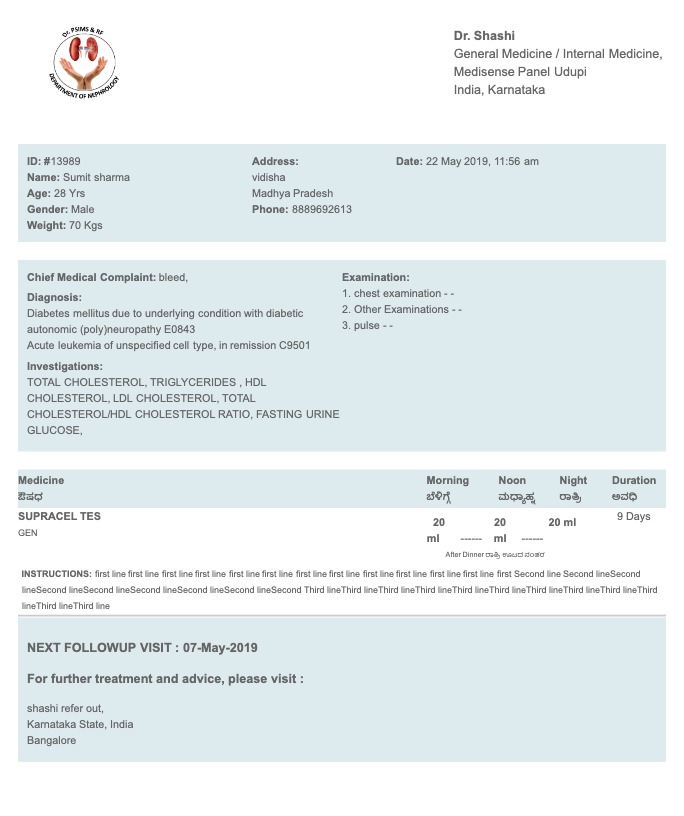 Dr. PSIMS & RF
DEPARTMENT OF NEPHROLOGY
Dr. Shashi
General Medicine / Internal Medicine,
Medisense Panel Udupi
India, Karnataka
ID: #13989
Name: Sumit sharma
Age: 28 Yrs
Gender: Male
Weight: 70 Kgs
Address:
vidisha
Madhya Pradesh
Phone: 8889692613
Date: 22 May 2019, 11:56 am
Chief Medical Complaint: bleed,
Diagnosis:
Diabetes mellitus due to underlying condition with diabetic
autonomic (poly)neuropathy E0843
Acute leukemia of unspecified cell type, in remission C9501
Investigations:
TOTAL CHOLESTEROL, TRIGLYCERIDES , HDL
CHOLESTEROL, LDL CHOLESTEROL, TOTAL
CHOLESTEROL/HDL CHOLESTEROL RATIO, FASTING URINE
GLUCOSE,
Examination:
1. chest examination - -
2. Other Examinations - -
3. pulse - -
Medicine Morning Noon Night Duration
ಔಷಧ ಬೆಳಿಗ್ಗೆ ಮಧ್ಯಾಹ್ನ ರಾತ್ರಿ ಅವಧಿ
SUPRACEL TES 20 20 20 ml 9 Days
GEN ml ------ ml ------
After Dinner ರಾತ್ರಿ ಊಟದ ನಂತರ
INSTRUCTIONS: first line first line first line first line first line first line first line first line first line first line first line first line first Second line Second lineSecond
lineSecond lineSecond lineSecond lineSecond lineSecond lineSecond Third lineThird lineThird lineThird lineThird lineThird lineThird lineThird lineThird lineThird
lineThird lineThird line
NEXT FOLLOWUP VISIT : 07-May-2019
For further treatment and advice, please visit :
shashi refer out,
Karnataka State, India
Bangalore